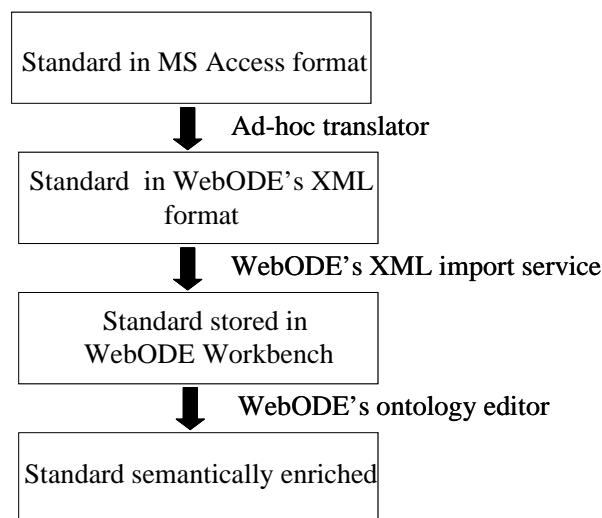 Standard in MS Access format
Ad-hoc translator
Standard in WebODE's XML
format
WebODE's XML import service
Standard stored in
WebODE Workbench
WebODE's ontology editor
Standard semantically enriched